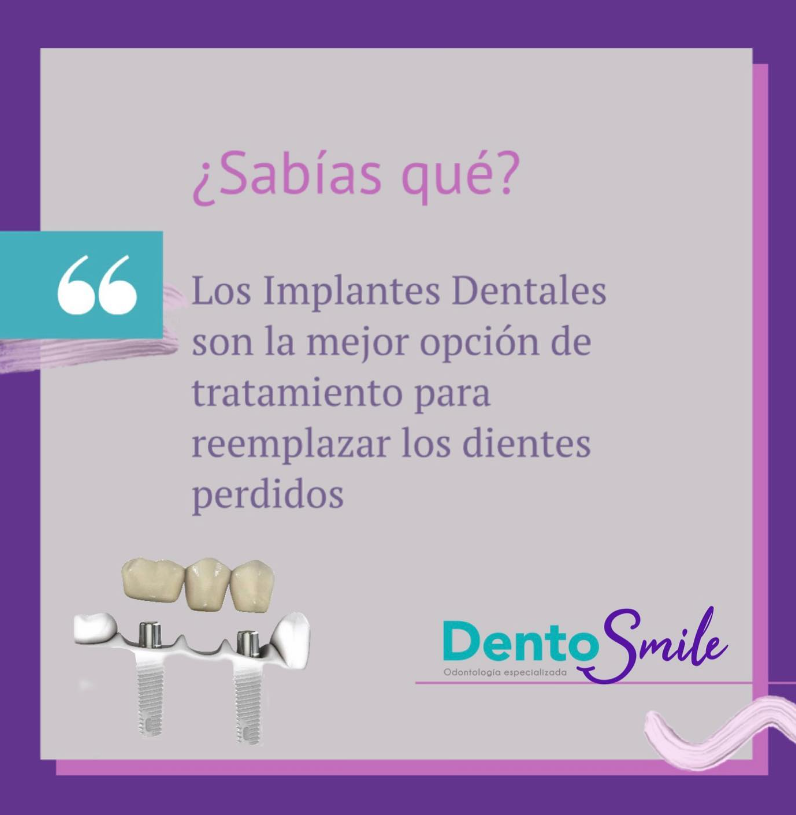 ¿Sabías qué?
Los Implantes Dentales
son la mejor opción de
tratamiento para
reemplazar los dientes
perdidos
DentoSmile
Odontología especializada